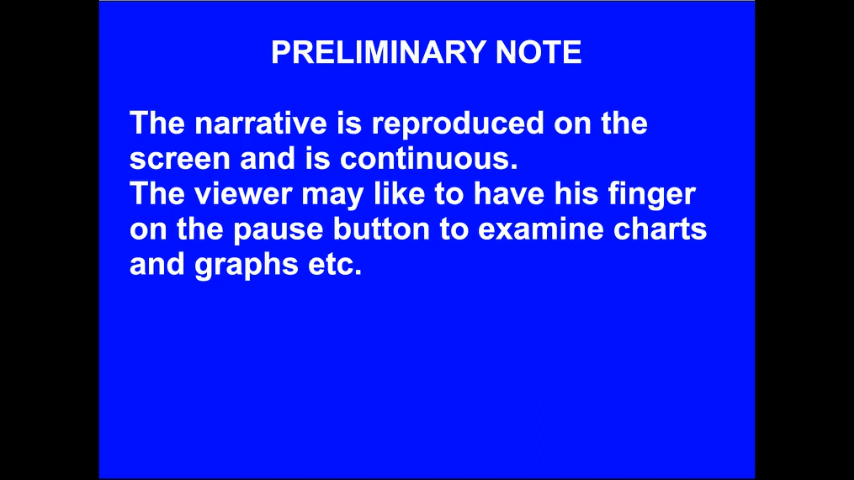 PRELIMINARY NOTE
The narrative is reproduced on the
screen and is continuous.
The viewer may like to have his finger
on the pause button to examine charts
and graphs etc.